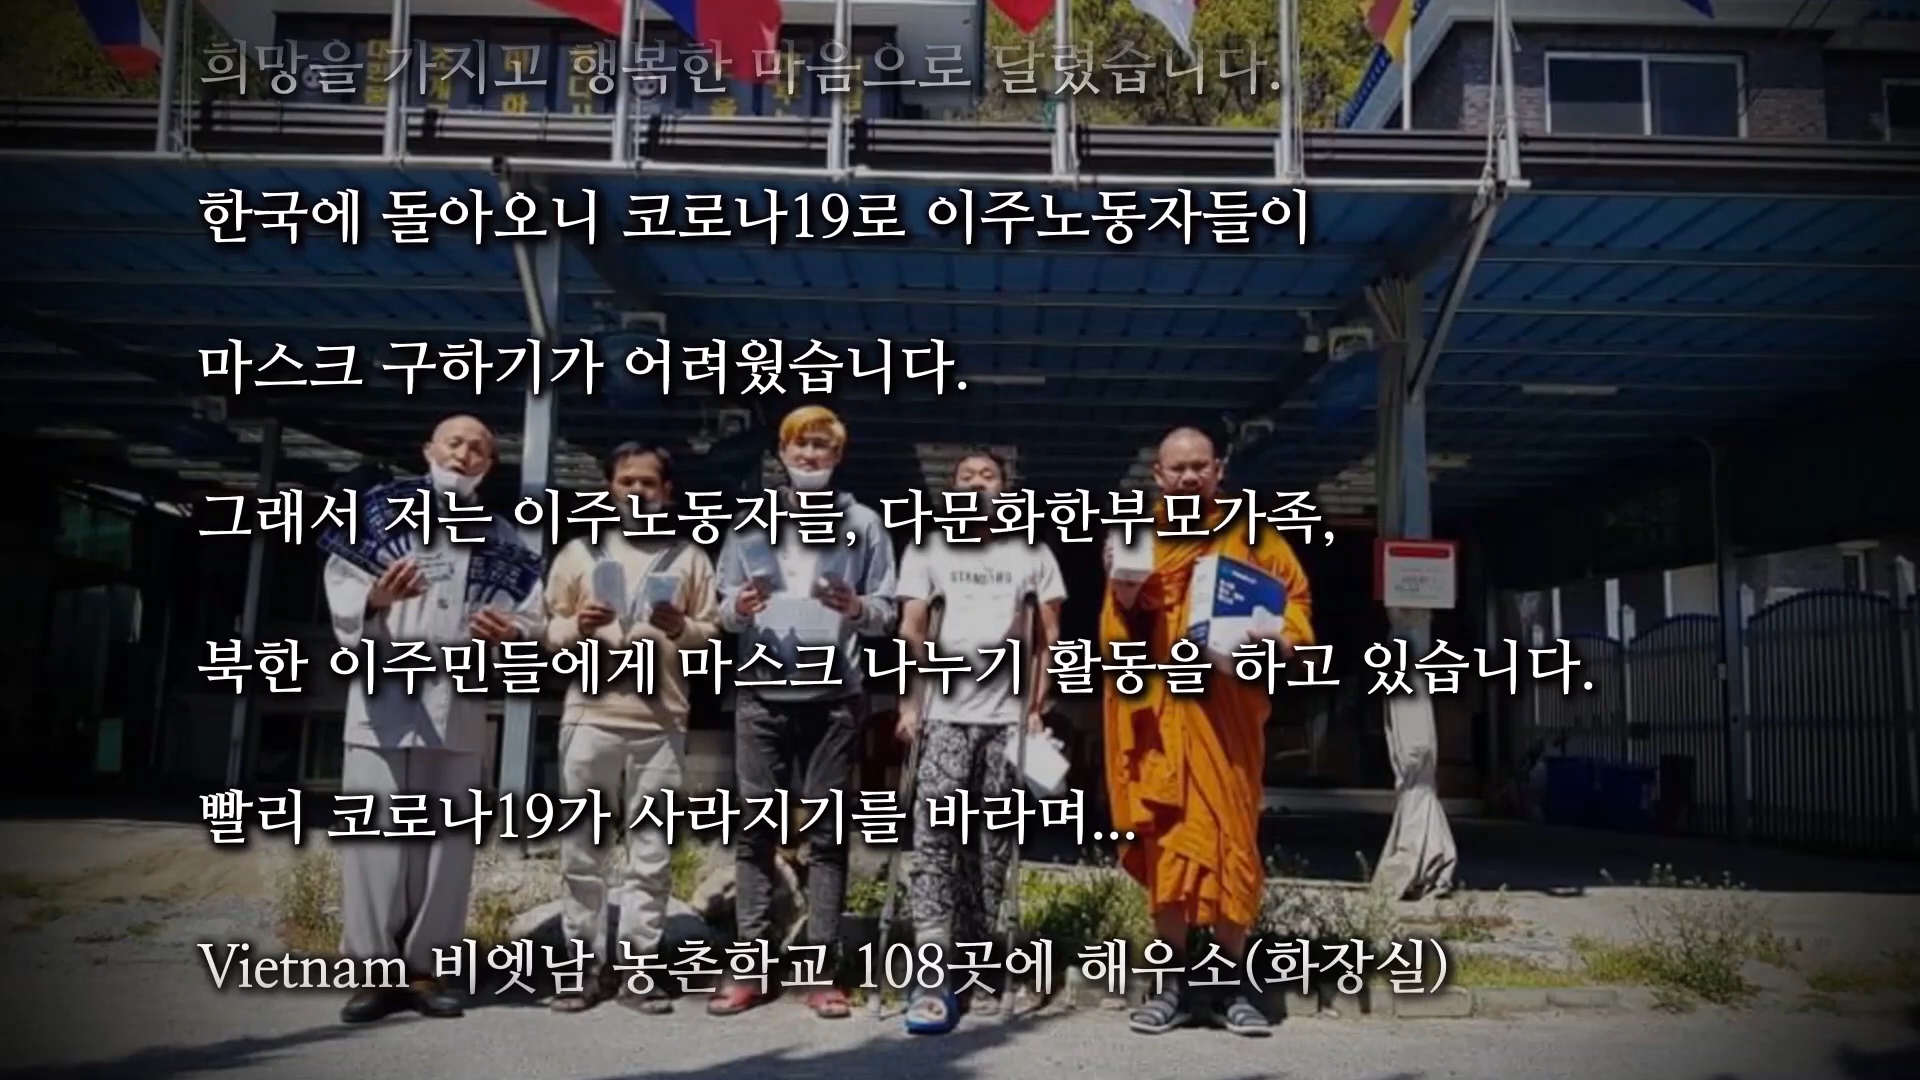 희망을 가지고 행복한 마음으로 달렸습니다.
한국에 돌아오니 코로나19로 이주노동자들이
마스크 구하기가 어려웠습니다.
그래서 저는 이주노동자들, 다문화한부모가족,
북한 이주민들에게 마스크 나누기 활동을 하고 있습니다.
빨리 코로나19가 사라지기를 바라며...
Vietnam 비엣남 농촌학교 108곳에 해우소(화장실)